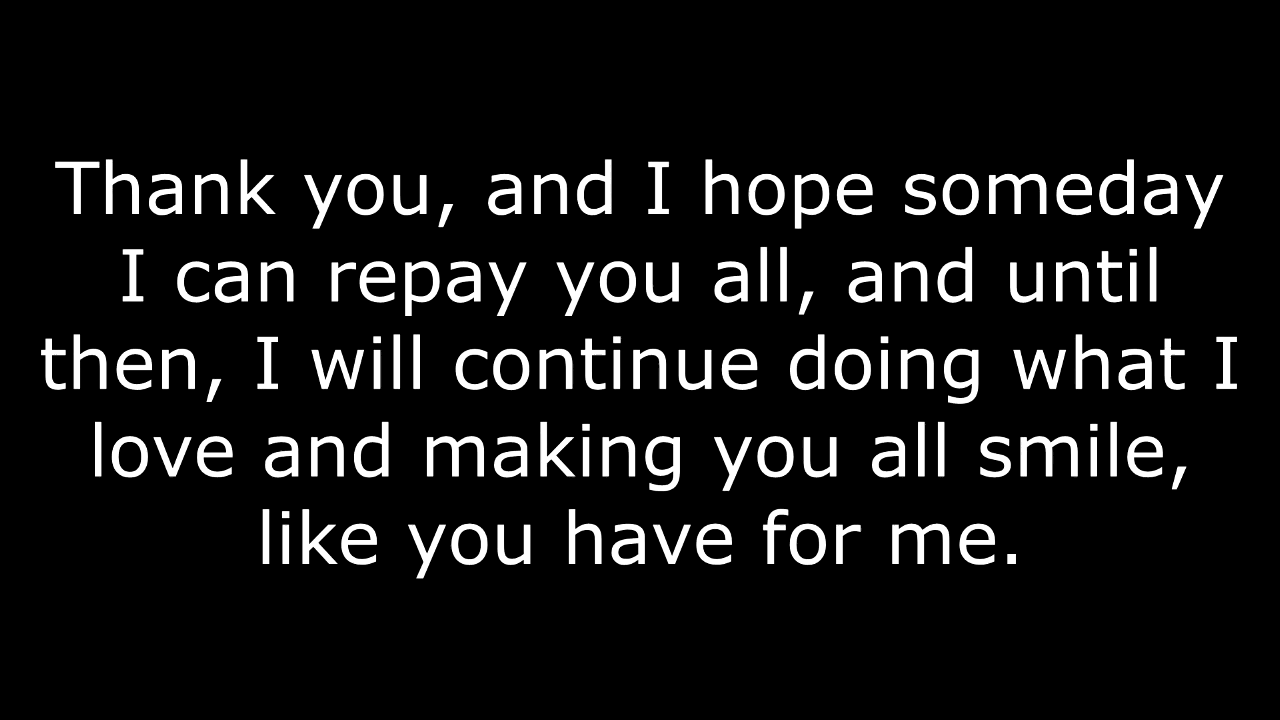 Thank you, and I hope someday
I can repay you all, and until
then, I will continue doing what I
love and making you all smile,
like you have for me.